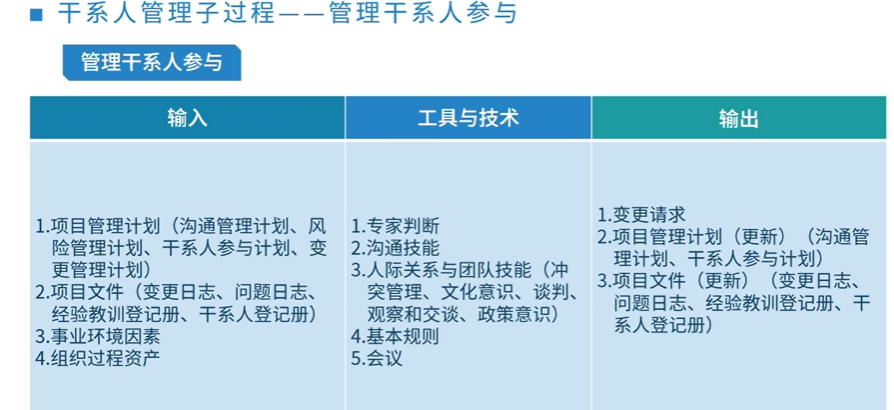 ■ 干系人管理子过程——管理干系人参与
管理干系人参与
输入
工具与技术
输出
1.项目管理计划（沟通管理计划、风
险管理计划、干系人参与计划、变
更管理计划）
2.项目文件（变更日志、问题日志、
经验教训登记册、干系人登记册）
3.事业环境因素
4.组织过程资产
1.专家判断
2.沟通技能
3.人际关系与团队技能（冲
突管理、文化意识、谈判、
观察和交谈、政策意识）
4.基本规则
5.会议
1.变更请求
2.项目管理计划（更新）（沟通管
理计划、干系人参与计划）
3.项目文件（更新）（变更日志、
问题日志、经验教训登记册、干
系人登记册）